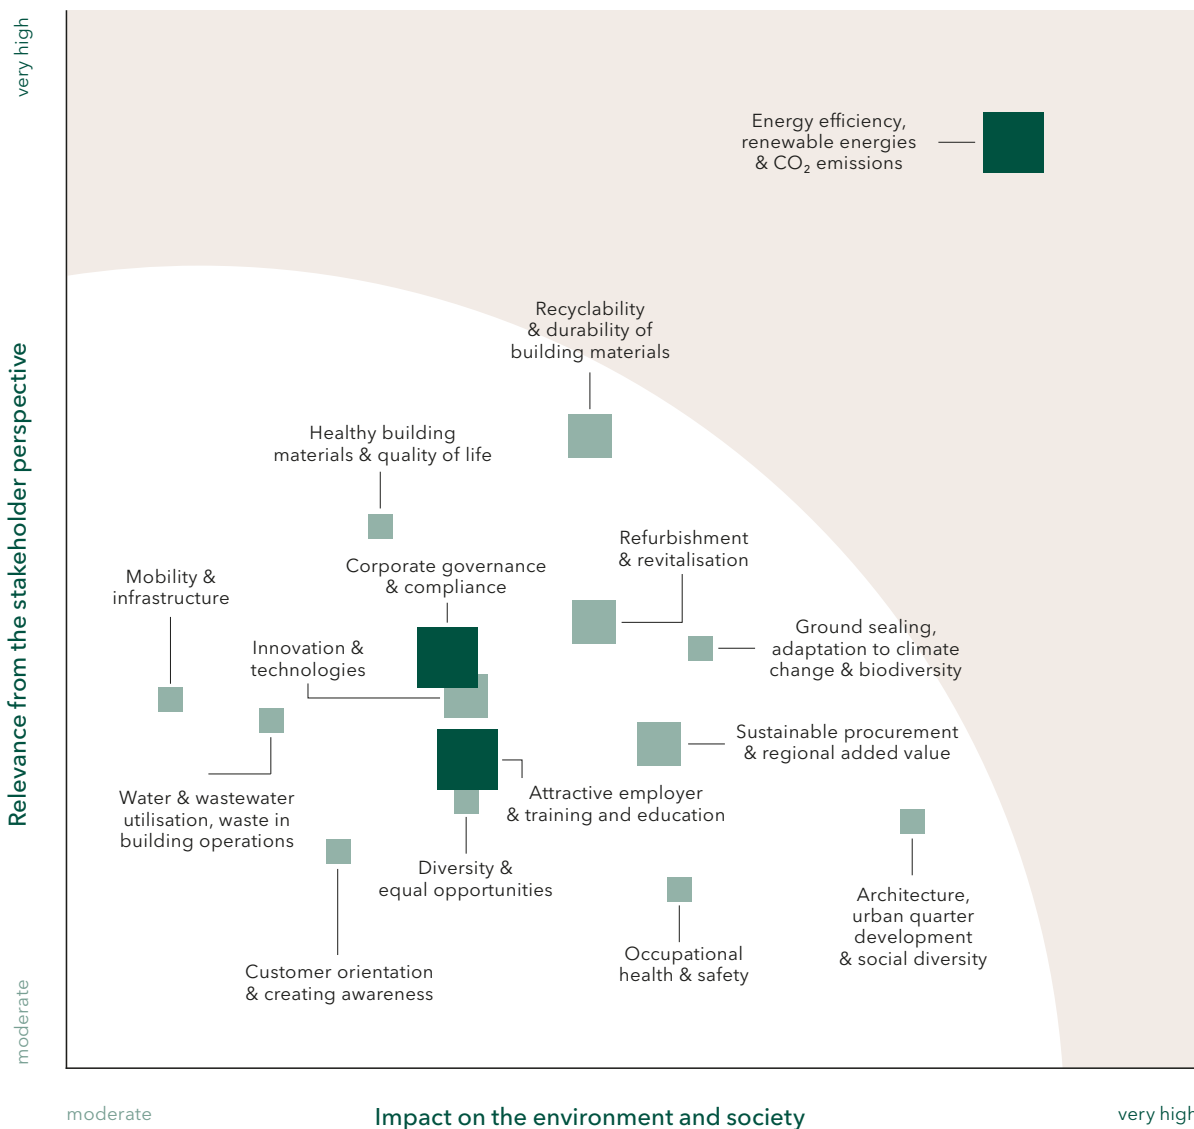 very high
Relevance from the stakeholder perspective
moderate
Energy efficiency,
renewable energies
& CO₂ emissions
Recyclability
& durability of
building materials
Healthy building
materials & quality of life
Refurbishment
& revitalisation
Corporate governance
& compliance
Mobility &
infrastructure
Ground sealing,
adaptation to climate
change & biodiversity
Innovation &
technologies
Sustainable procurement
& regional added value
Attractive employer
& training and education
Water & wastewater
utilisation, waste in
building operations
Diversity &
equal opportunities
Architecture,
urban quarter
development
& social diversity
Occupational
health & safety
Customer orientation
& creating awareness
moderate
Impact on the environment and society
very high